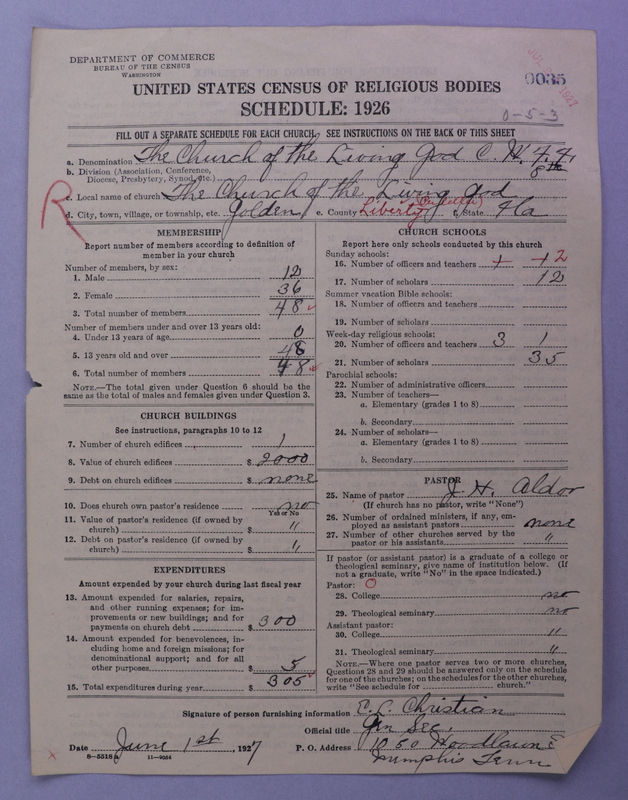 DEPARTMENT OF COMMERCE
BUREAU OF THE CENSUS
WASHINGTON
0035
UNITED STATES CENSUS OF RELIGIOUS BODIES
SCHEDULE: 1926
0-5-3
FILL OUT A SEPARATE SCHEDULE FOR EACH CHURCH. SEE INSTRUCTIONS ON THE BACK OF THIS SHEET
a. Denomination The Church of the Living God C. W. F. F.
b. Division (Association, Conference, Diocese, Presbytery, Synod, etc.) 8th
c. Local name of church The Church of the Living God
R
d. City, town, village, or township, etc. Golden e. County Liberty f. State Fla
MEMBERSHIP
Report number of members according to definition of member in your church
Number of members, by sex:
1. Male 12
2. Female 36
3. Total number of members 48
Number of members under and over 13 years old:
4. Under 13 years of age 0
5. 13 years old and over 48
6. Total number of members 48
NOTE.—The total given under Question 6 should be the same as the total of males and females given under Question 3.
CHURCH BUILDINGS
See instructions, paragraphs 10 to 12
7. Number of church edifices 1
8. Value of church edifices $ 2000
9. Debt on church edifices $ none
10. Does church own pastor's residence no
Yes or No
11. Value of pastor's residence (if owned by church) $ "
12. Debt on pastor's residence (if owned by church) $ "
EXPENDITURES
Amount expended by your church during last fiscal year
13. Amount expended for salaries, repairs, and other running expenses; for improvements or new buildings; and for payments on church debt $ 300
14. Amount expended for benevolences, including home and foreign missions; for denominational support; and for all other purposes $ 5
15. Total expenditures during year $ 305
CHURCH SCHOOLS
Report here only schools conducted by this church
Sunday schools:
16. Number of officers and teachers 2
17. Number of scholars 12
Summer vacation Bible schools:
18. Number of officers and teachers
19. Number of scholars
Week-day religious schools:
20. Number of officers and teachers 3 1
21. Number of scholars 35
Parochial schools:
22. Number of administrative officers
23. Number of teachers—
a. Elementary (grades 1 to 8)
b. Secondary
24. Number of scholars—
a. Elementary (grades 1 to 8)
b. Secondary
PASTOR
25. Name of pastor J. H. Aldor
(If church has no pastor, write "None")
26. Number of ordained ministers, if any, employed as assistant pastors none
27. Number of other churches served by the pastor or his assistants "
If pastor (or assistant pastor) is a graduate of a college or theological seminary, give name of institution below. (If not a graduate, write "No" in the space indicated.)
Pastor: O
28. College no
29. Theological seminary no
Assistant pastor:
30. College "
31. Theological seminary "
NOTE.—Where one pastor serves two or more churches, Questions 28 and 29 should be answered only on the schedule for one of the churches; on the schedules for the other churches, write "See schedule for church."
Signature of person furnishing information E. L. Christian
Official title Gen Sec.
Date June 1st, 1927 P. O. Address 1050 Woodlawn
Memphis Tenn
8—5518 11—9556